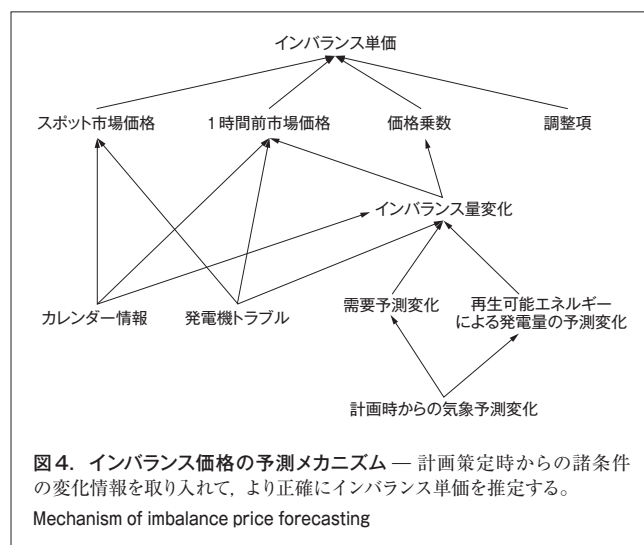 インバランス単価
スポット市場価格 1時間前市場価格 価格乗数 調整項
インバランス量変化
カレンダー情報 発電機トラブル 需要予測変化 再生可能エネルギー
による発電量の予測変化
計画時からの気象予測変化
図4. インバランス価格の予測メカニズム — 計画策定時からの諸条件
の変化情報を取り入れて,より正確にインバランス単価を推定する。
Mechanism of imbalance price forecasting